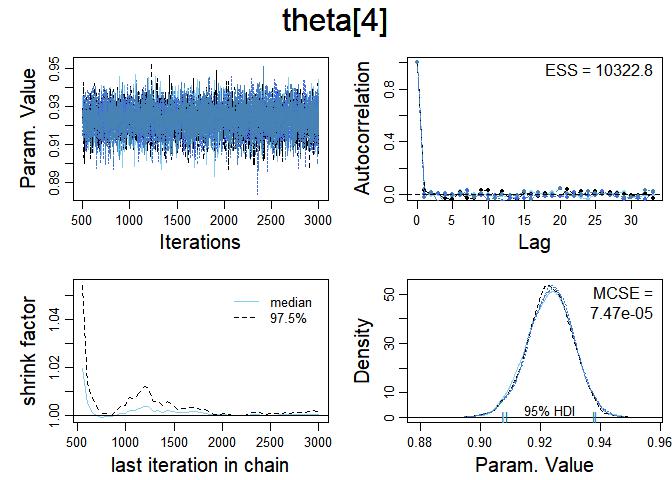 theta[4]
Param. Value
0.89 0.91 0.93 0.95
500 1000 1500 2000 2500 3000
Iterations
Autocorrelation
0.0 0.4 0.8
ESS = 10322.8
0 5 10 15 20 25 30
Lag
shrink factor
1.00 1.02 1.04
median
97.5%
500 1000 1500 2000 2500 3000
last iteration in chain
Density
0 10 30 50
MCSE =
7.47e-05
95% HDI
0.88 0.90 0.92 0.94 0.96
Param. Value